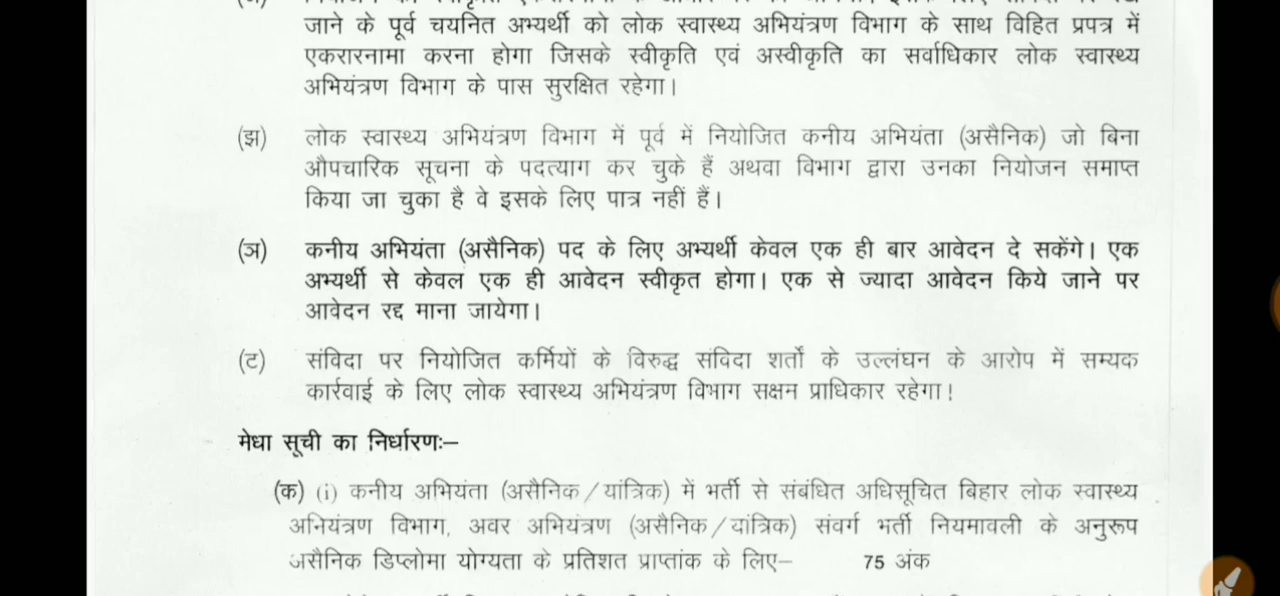 जाने के पूर्व चयनित अभ्यर्थी को लोक स्वास्थ्य अभियंत्रण विभाग के साथ विहित प्रपत्र में
एकरारनामा करना होगा जिसके स्वीकृति एवं अस्वीकृति का सर्वाधिकार लोक स्वास्थ्य
अभियंत्रण विभाग के पास सुरक्षित रहेगा।
(झ) लोक स्वास्थ्य अभियंत्रण विभाग में पूर्व में नियोजित कनीय अभियंता (असैनिक) जो बिना
औपचारिक सूचना के पदत्याग कर चुके हैं अथवा विभाग द्वारा उनका नियोजन समाप्त
किया जा चुका है वे इसके लिए पात्र नहीं हैं।
(ञ) कनीय अभियंता (असैनिक) पद के लिए अभ्यर्थी केवल एक ही बार आवेदन दे सकेंगे। एक
अभ्यर्थी से केवल एक ही आवेदन स्वीकृत होगा। एक से ज्यादा आवेदन किये जाने पर
आवेदन रद्द माना जायेगा।
(ट) संविदा पर नियोजित कर्मियों के विरुद्ध संविदा शर्तों के उल्लंघन के आरोप में सम्यक
कार्रवाई के लिए लोक स्वास्थ्य अभियंत्रण विभाग सक्षम प्राधिकार रहेगा!
मेधा सूची का निर्धारणः–
(क) (i) कनीय अभियंता (असैनिक/यांत्रिक) में भर्ती से संबंधित अधिसूचित बिहार लोक स्वास्थ्य
अभियंत्रण विभाग, अवर अभियंत्रण (असैनिक/यांत्रिक) संवर्ग भर्ती नियमावली के अनुरूप
असैनिक डिप्लोमा योग्यता के प्रतिशत प्राप्तांक के लिए– 75 अंक